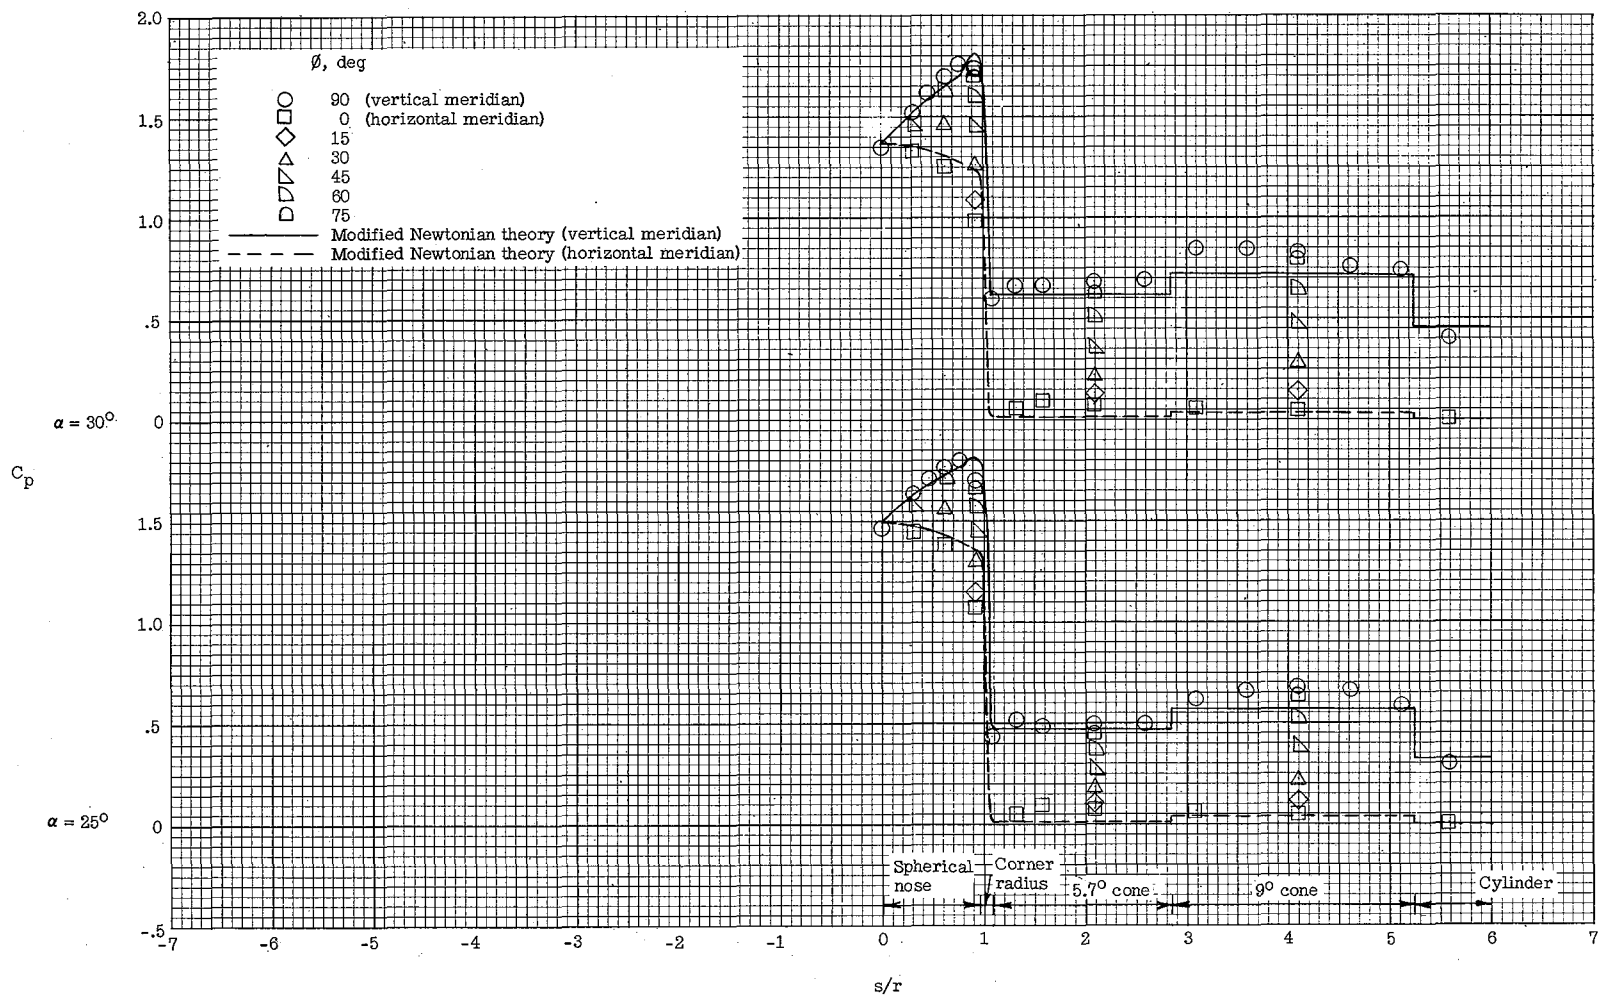 2.0
ø, deg
90 (vertical meridian)
0 (horizontal meridian)
15
30
45
60
75
Modified Newtonian theory (vertical meridian)
Modified Newtonian theory (horizontal meridian)
1.5
1.0
.5
α = 30° 0
Cp
1.5
1.0
.5
α = 25° 0
-.5
Spherical nose
Corner radius
5.7° cone
9° cone
Cylinder
-7 -6 -5 -4 -3 -2 -1 0 1 2 3 4 5 6 7
s/r